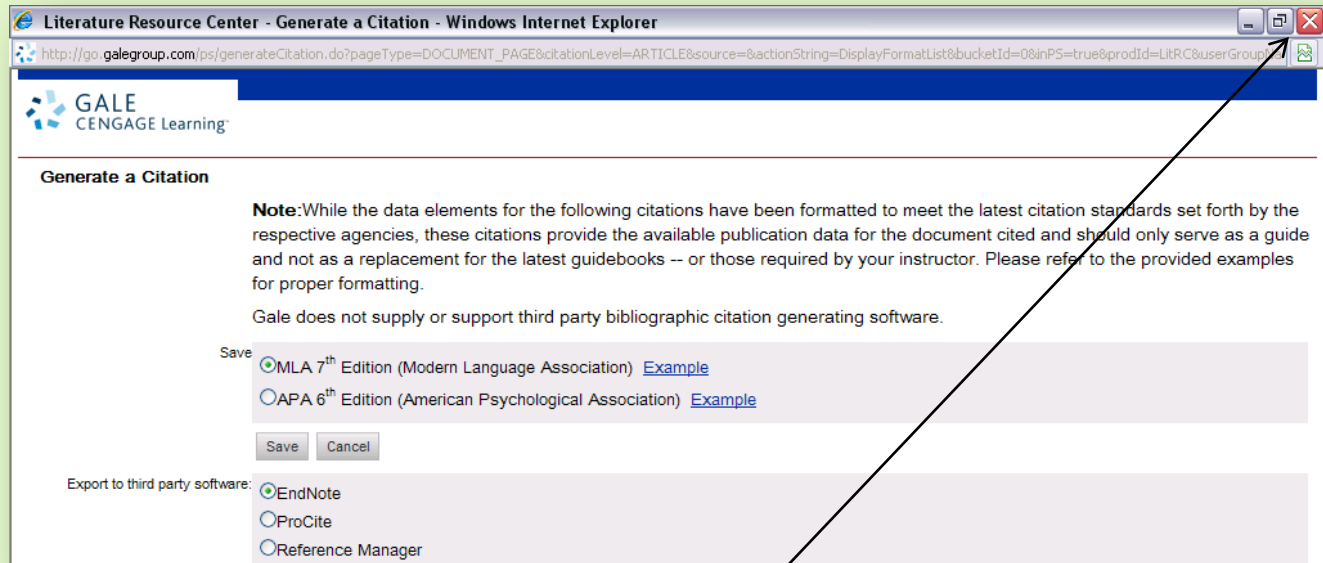 Literature Resource Center - Generate a Citation - Windows Internet Explorer
http://go.galegroup.com/ps/generateCitation.do?pageType=DOCUMENT_PAGE&citationLevel=ARTICLE&source=&actionString=DisplayFormatList&bucketId=0&inPS=true&prodId=LitRC&userGroupN
GALE
CENGAGE Learning™
Generate a Citation
Note:While the data elements for the following citations have been formatted to meet the latest citation standards set forth by the
respective agencies, these citations provide the available publication data for the document cited and should only serve as a guide
and not as a replacement for the latest guidebooks -- or those required by your instructor. Please refer to the provided examples
for proper formatting.
Gale does not supply or support third party bibliographic citation generating software.
Save
MLA 7th Edition (Modern Language Association) Example
APA 6th Edition (American Psychological Association) Example
Save Cancel
Export to third party software:
EndNote
ProCite
Reference Manager